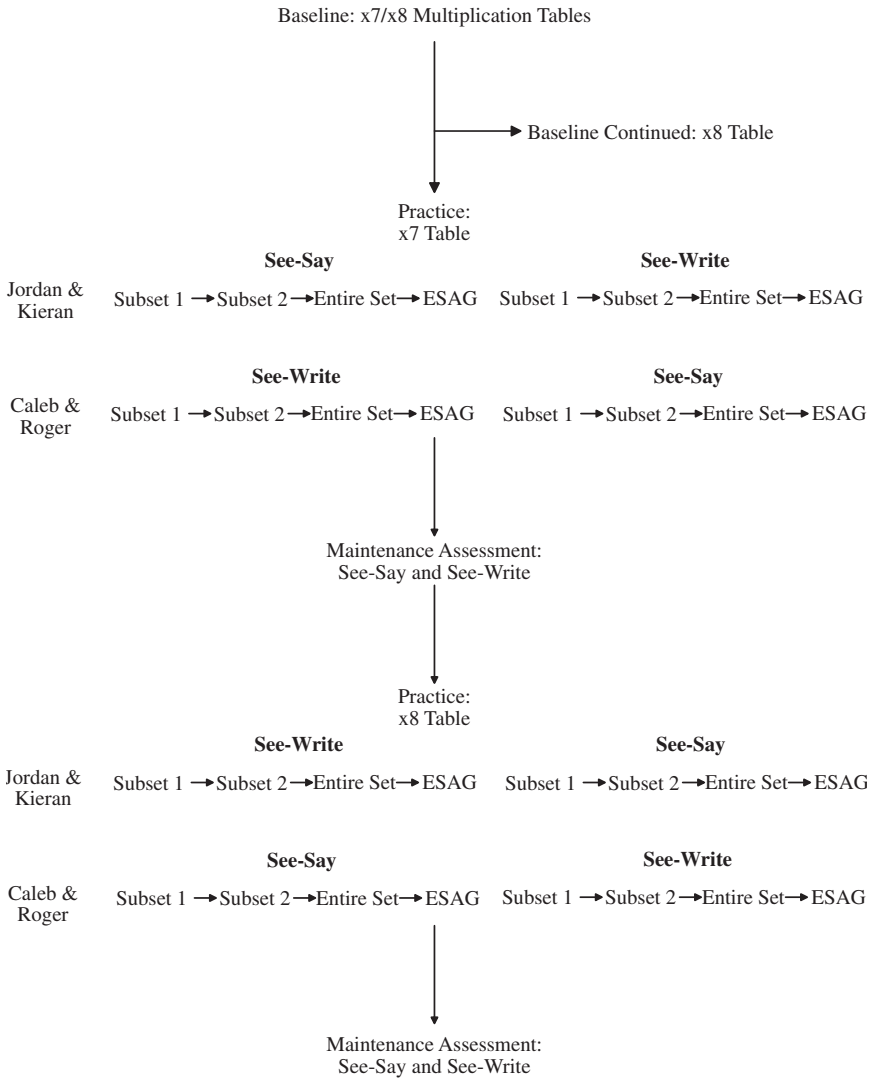 Baseline: x7/x8 Multiplication Tables
Baseline Continued: x8 Table
Practice:
x7 Table
See-Say See-Write
Jordan &
Kieran
Subset 1 Subset 2 Entire Set ESAG Subset 1 Subset 2 Entire Set ESAG
See-Write See-Say
Caleb &
Roger
Subset 1 Subset 2 Entire Set ESAG Subset 1 Subset 2 Entire Set ESAG
Maintenance Assessment:
See-Say and See-Write
Practice:
x8 Table
See-Write See-Say
Jordan &
Kieran
Subset 1 Subset 2 Entire Set ESAG Subset 1 Subset 2 Entire Set ESAG
See-Say See-Write
Caleb &
Roger
Subset 1 Subset 2 Entire Set ESAG Subset 1 Subset 2 Entire Set ESAG
Maintenance Assessment:
See-Say and See-Write